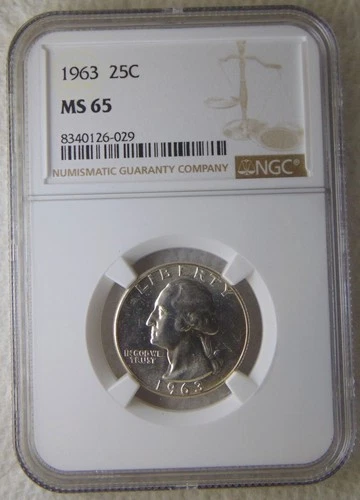 1963 25C
MS 65
8340126-029
NUMISMATIC GUARANTY COMPANY NGC®
LIBERTY
IN GOD WE
TRUST
1963